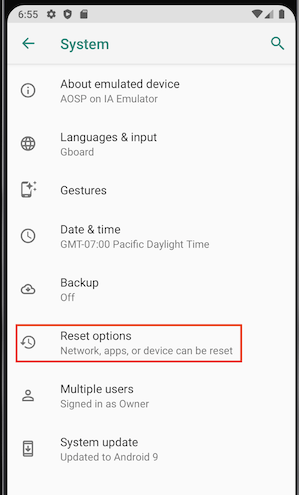 6:55
System
About emulated device
AOSP on IA Emulator
Languages & input
Gboard
Gestures
Date & time
GMT-07:00 Pacific Daylight Time
Backup
Off
Reset options
Network, apps, or device can be reset
Multiple users
Signed in as Owner
System update
Updated to Android 9